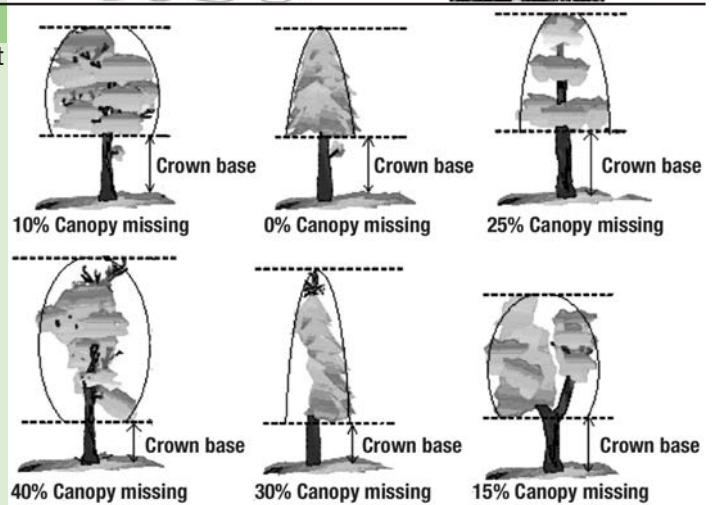 t
Crown base
Crown base
Crown base
10% Canopy missing
0% Canopy missing
25% Canopy missing
Crown base
Crown base
Crown base
40% Canopy missing
30% Canopy missing
15% Canopy missing